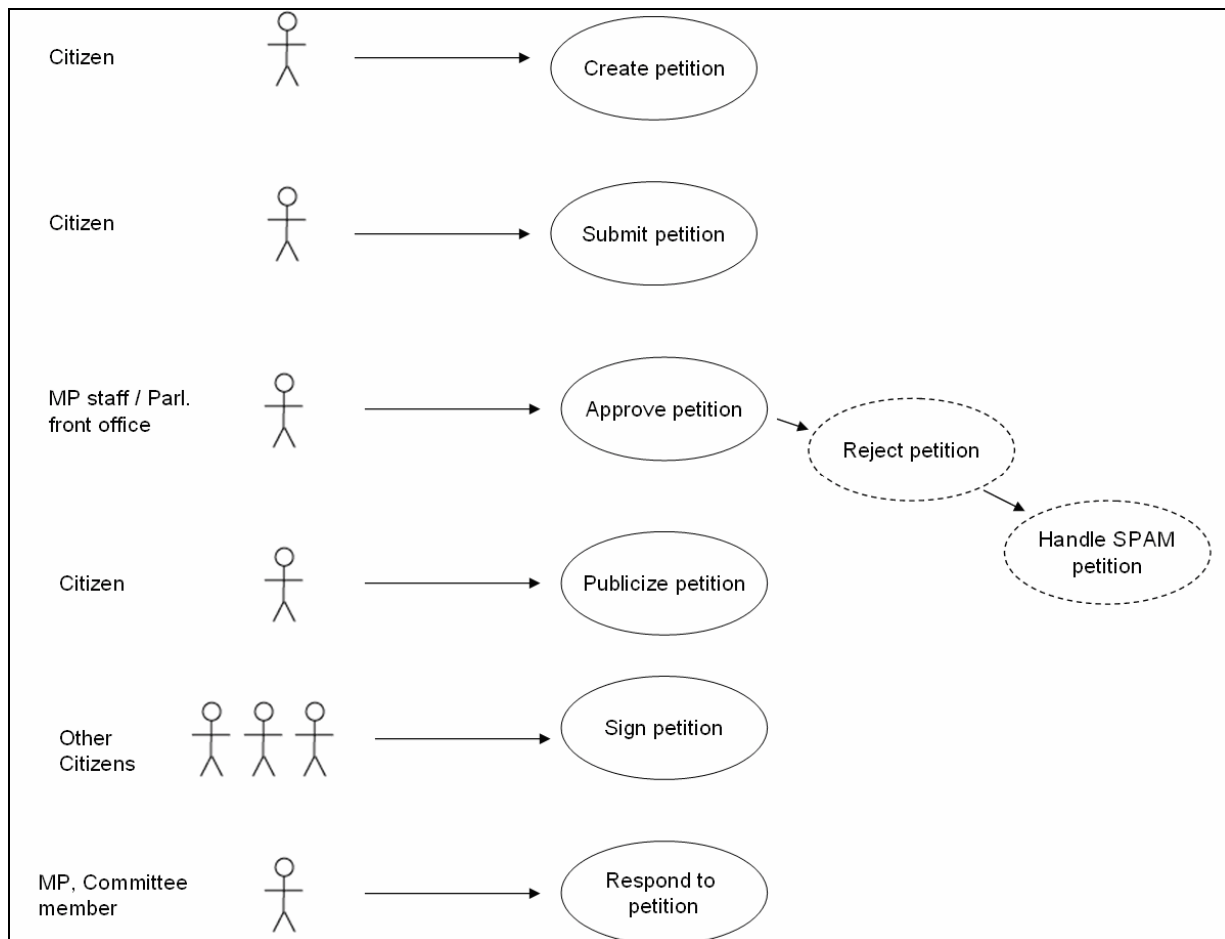 Citizen
Create petition
Citizen
Submit petition
MP staff / Parl.
front office
Approve petition
Reject petition
Handle SPAM
petition
Citizen
Publicize petition
Other
Citizens
Sign petition
MP, Committee
member
Respond to
petition